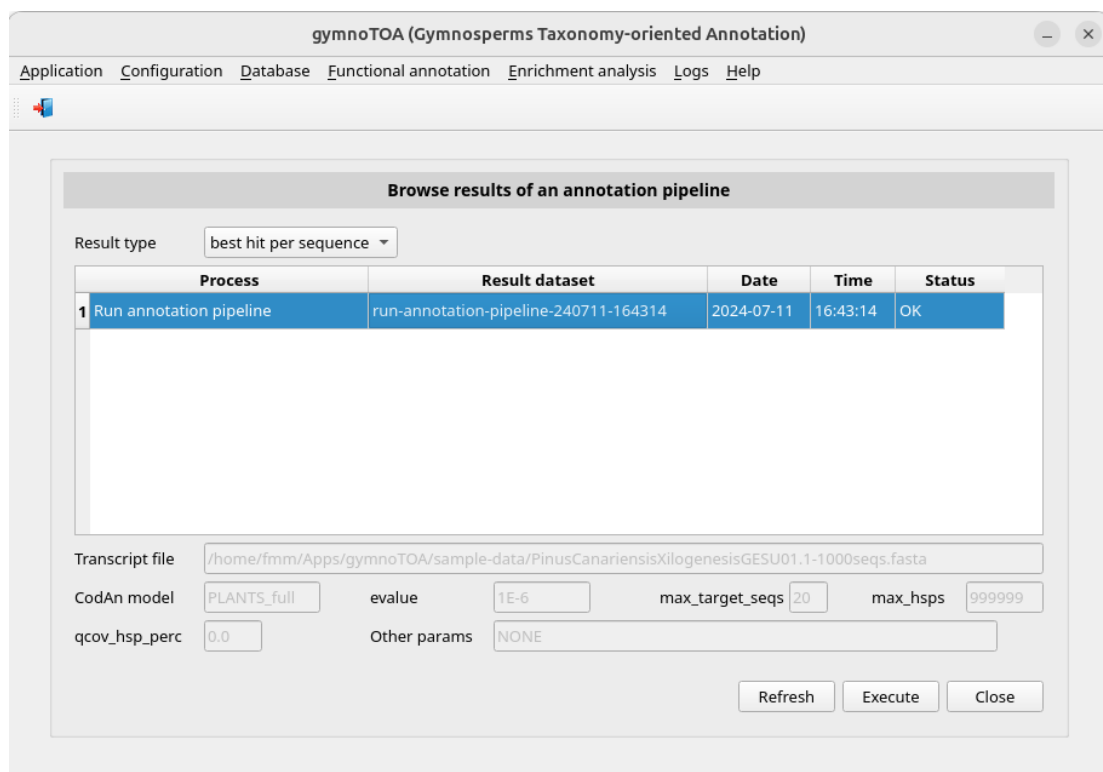 gymnoTOA (Gymnosperms Taxonomy-oriented Annotation)
Application Configuration Database Functional annotation Enrichment analysis Logs Help
Browse results of an annotation pipeline
Result type best hit per sequence
Process Result dataset Date Time Status
1 Run annotation pipeline run-annotation-pipeline-240711-164314 2024-07-11 16:43:14 OK
Transcript file /home/fmm/Apps/gymnoTOA/sample-data/PinusCanariensisXilogenesisGESU01.1-1000seqs.fasta
CodAn model PLANTS_full evalue 1E-6 max_target_seqs 20 max_hsps 999999
qcov_hsp_perc 0.0 Other params NONE
Refresh Execute Close